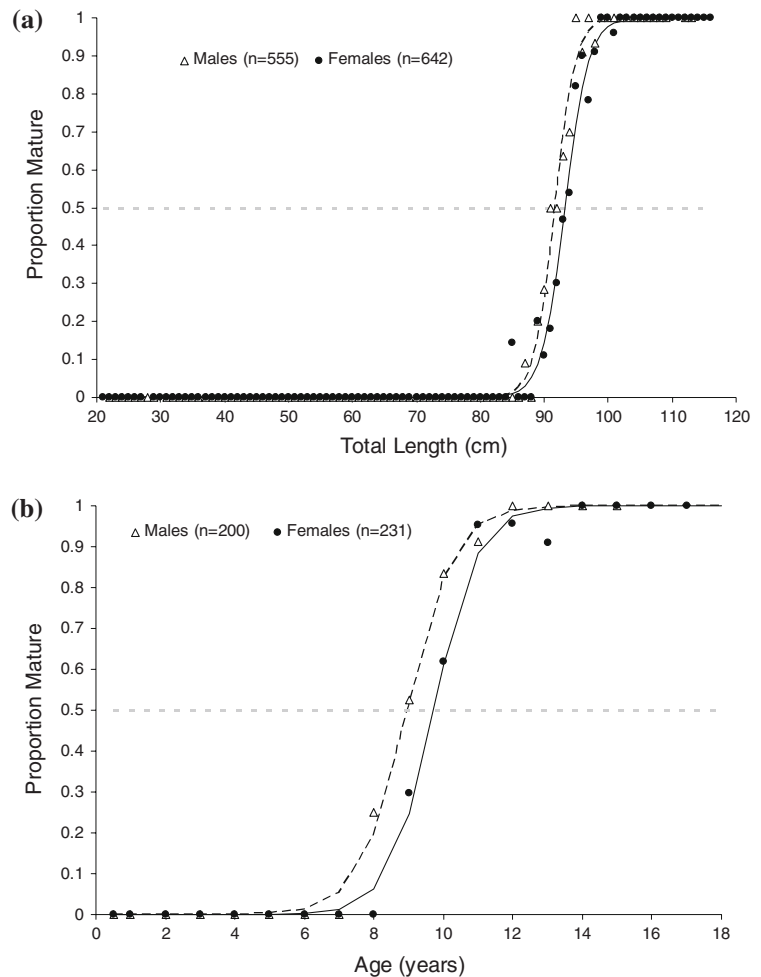 (a)
1
0.9
0.8
0.7
0.6
0.5
0.4
0.3
0.2
0.1
0
Proportion Mature
Males (n=555) Females (n=642)
20 30 40 50 60 70 80 90 100 110 120
Total Length (cm)
(b)
1
0.9
0.8
0.7
0.6
0.5
0.4
0.3
0.2
0.1
0
Proportion Mature
Males (n=200) Females (n=231)
0 2 4 6 8 10 12 14 16 18
Age (years)